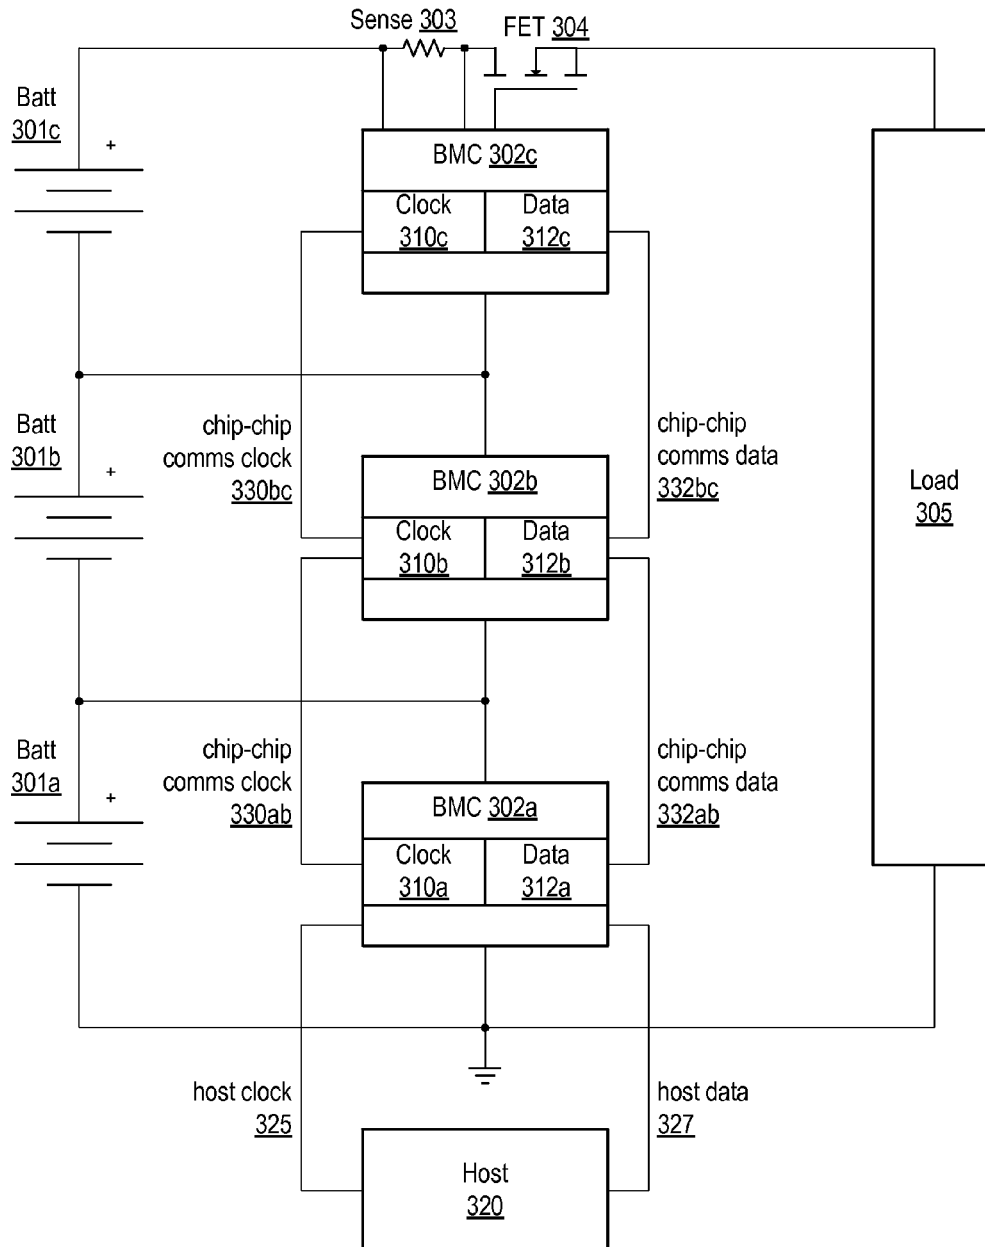 Sense 303
FET 304
Batt
301c
+
BMC 302c
Clock
310c
Data
312c
Batt
301b
+
chip-chip
comms clock
330bc
chip-chip
comms data
332bc
BMC 302b
Clock
310b
Data
312b
Load
305
Batt
301a
+
chip-chip
comms clock
330ab
chip-chip
comms data
332ab
BMC 302a
Clock
310a
Data
312a
host clock
325
host data
327
Host
320